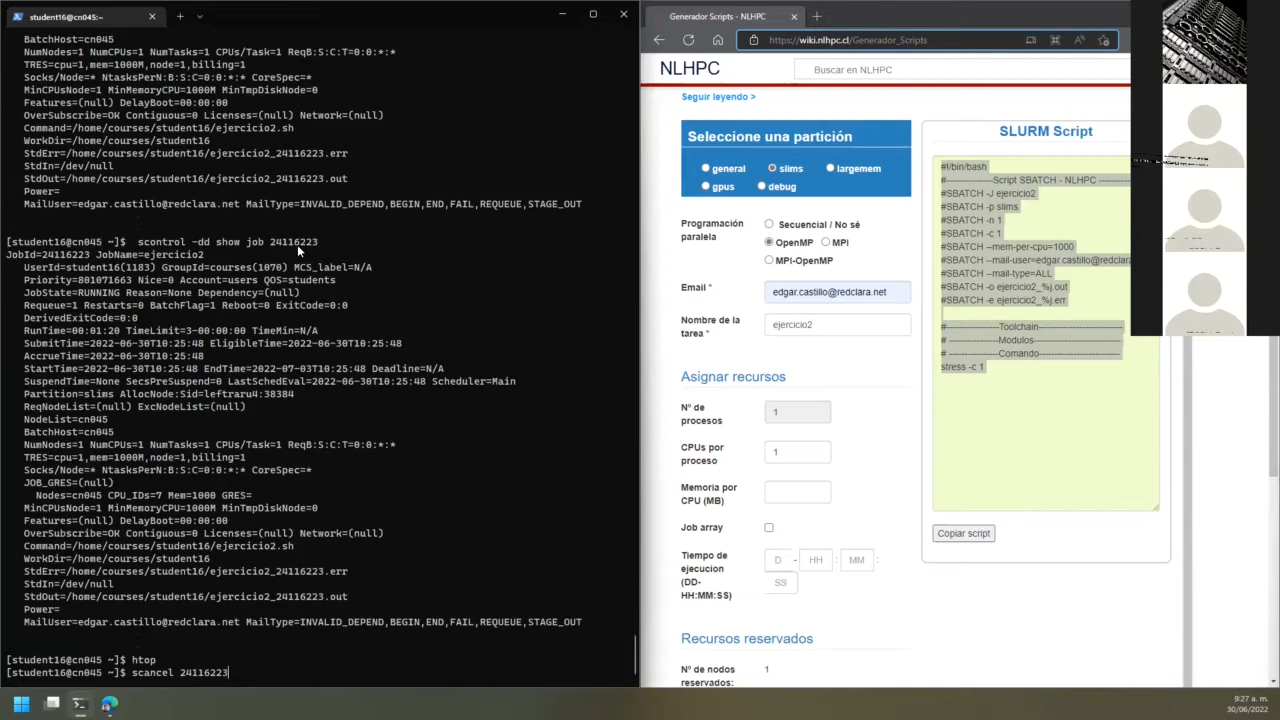 student16@cn045:~
BatchHost=cn045
NumNodes=1 NumCPUs=1 NumTasks=1 CPUs/Task=1 ReqB:S:C:T=0:0:*:*
TRES=cpu=1,mem=1000M,node=1,billing=1
Socks/Node=* NtasksPerN:B:S:C=0:0:*:* CoreSpec=*
MinCPUsNode=1 MinMemoryCPU=1000M MinTmpDiskNode=0
Features=(null) DelayBoot=00:00:00
OverSubscribe=OK Contiguous=0 Licenses=(null) Network=(null)
Command=/home/courses/student16/ejercicio2.sh
WorkDir=/home/courses/student16
StdErr=/home/courses/student16/ejercicio2_24116223.err
StdIn=/dev/null
StdOut=/home/courses/student16/ejercicio2_24116223.out
Power=
MailUser=edgar.castillo@redclara.net MailType=INVALID_DEPEND,BEGIN,END,FAIL,REQUEUE,STAGE_OUT
[student16@cn045 ~]$ scontrol -dd show job 24116223
JobId=24116223 JobName=ejercicio2
UserId=student16(1183) GroupId=courses(1070) MCS_label=N/A
Priority=801071663 Nice=0 Account=users QOS=students
JobState=RUNNING Reason=None Dependency=(null)
Requeue=1 Restarts=0 BatchFlag=1 Reboot=0 ExitCode=0:0
DerivedExitCode=0:0
RunTime=00:01:20 TimeLimit=3-00:00:00 TimeMin=N/A
SubmitTime=2022-06-30T10:25:48 EligibleTime=2022-06-30T10:25:48
AccrueTime=2022-06-30T10:25:48
StartTime=2022-06-30T10:25:48 EndTime=2022-07-03T10:25:48 Deadline=N/A
SuspendTime=None SecsPreSuspend=0 LastSchedEval=2022-06-30T10:25:48 Scheduler=Main
Partition=slims AllocNode:Sid=leftraru4:38384
ReqNodeList=(null) ExcNodeList=(null)
NodeList=cn045
BatchHost=cn045
NumNodes=1 NumCPUs=1 NumTasks=1 CPUs/Task=1 ReqB:S:C:T=0:0:*:*
TRES=cpu=1,mem=1000M,node=1,billing=1
Socks/Node=* NtasksPerN:B:S:C=0:0:*:* CoreSpec=*
JOB_GRES=(null)
Nodes=cn045 CPU_IDs=7 Mem=1000 GRES=
MinCPUsNode=1 MinMemoryCPU=1000M MinTmpDiskNode=0
Features=(null) DelayBoot=00:00:00
OverSubscribe=OK Contiguous=0 Licenses=(null) Network=(null)
Command=/home/courses/student16/ejercicio2.sh
WorkDir=/home/courses/student16
StdErr=/home/courses/student16/ejercicio2_24116223.err
StdIn=/dev/null
StdOut=/home/courses/student16/ejercicio2_24116223.out
Power=
MailUser=edgar.castillo@redclara.net MailType=INVALID_DEPEND,BEGIN,END,FAIL,REQUEUE,STAGE_OUT
[student16@cn045 ~]$ htop
[student16@cn045 ~]$ scancel 24116223
Generador Scripts - NLHPC
https://wiki.nlhpc.cl/Generador_Scripts
NLHPC
Buscar en NLHPC
Seguir leyendo >
Seleccione una partición
general slims largemem
gpus debug
Programación paralela
Secuencial / No sé
OpenMP MPI
MPI-OpenMP
Email *
edgar.castillo@redclara.net
Nombre de la tarea *
ejercicio2
Asignar recursos
Nº de procesos
1
CPUs por proceso
1
Memoria por CPU (MB)
Job array
Tiempo de ejecucion (DD-HH:MM:SS)
D - HH : MM :
SS
Recursos reservados
Nº de nodos reservados:
1
SLURM Script
#!/bin/bash
#---------------Script SBATCH - NLHPC ----------------
#SBATCH -J ejercicio2
#SBATCH -p slims
#SBATCH -n 1
#SBATCH -c 1
#SBATCH --mem-per-cpu=1000
#SBATCH --mail-user=edgar.castillo@redclara
#SBATCH --mail-type=ALL
#SBATCH -o ejercicio2_%j.out
#SBATCH -e ejercicio2_%j.err
#-----------------Toolchain---------------------------
# ----------------Modulos----------------------------
# ----------------Comando--------------------------
stress -c 1
Copiar script
9:27 a. m.
30/06/2022